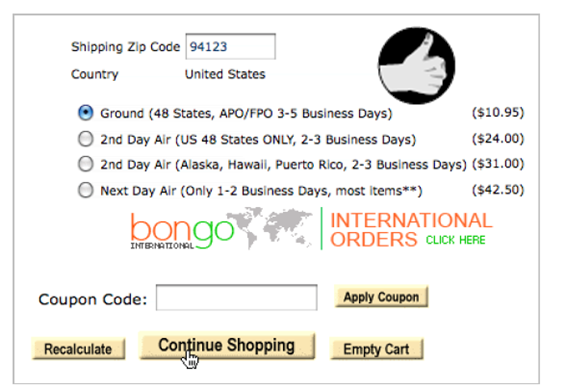 Shipping Zip Code 94123
Country United States
Ground (48 States, APO/FPO 3-5 Business Days) ($10.95)
2nd Day Air (US 48 States ONLY, 2-3 Business Days) ($24.00)
2nd Day Air (Alaska, Hawaii, Puerto Rico, 2-3 Business Days) ($31.00)
Next Day Air (Only 1-2 Business Days, most items**) ($42.50)
bongo
INTERNATIONAL
INTERNATIONAL
ORDERS CLICK HERE
Coupon Code: Apply Coupon
Recalculate Continue Shopping Empty Cart